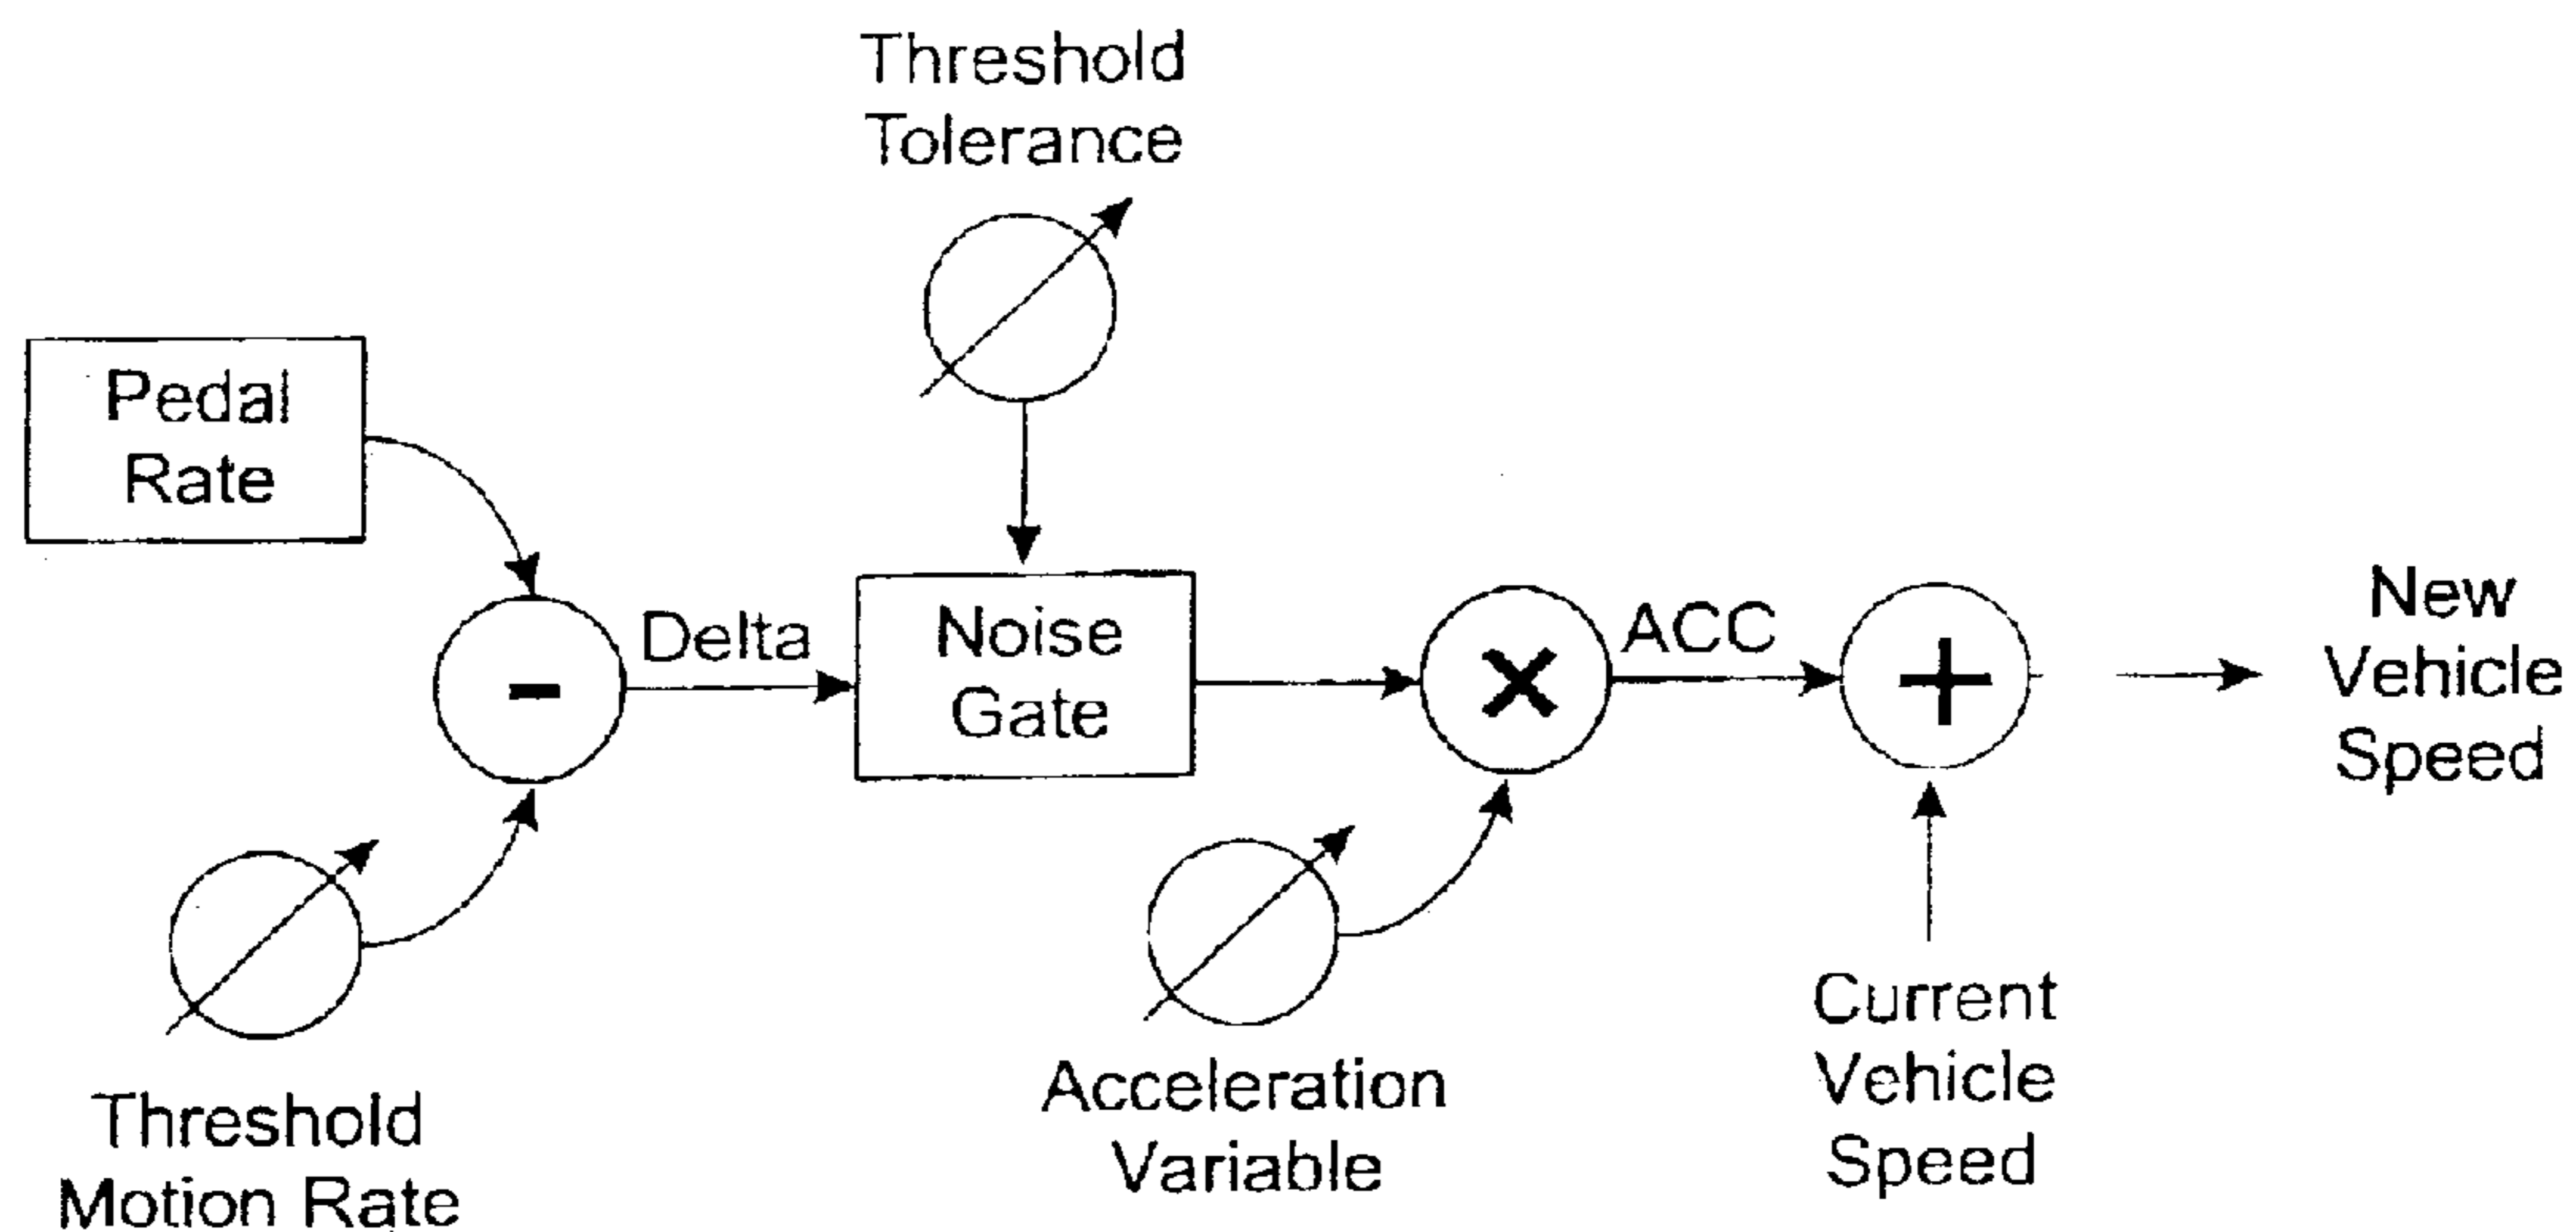 Threshold
Tolerance
Pedal
Rate
-
Delta
Noise
Gate
×
ACC
+
New
Vehicle
Speed
Threshold
Motion Rate
Acceleration
Variable
Current
Vehicle
Speed